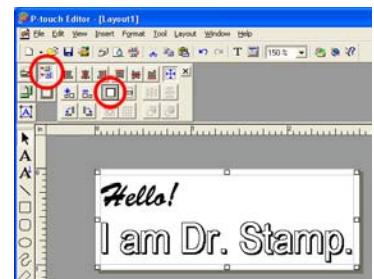 P-touch Editor - [Layout1]
File Edit View Insert Format Tool Layout Window Help
T 150 %
A
A
A
Hello!
I am Dr. Stamp.